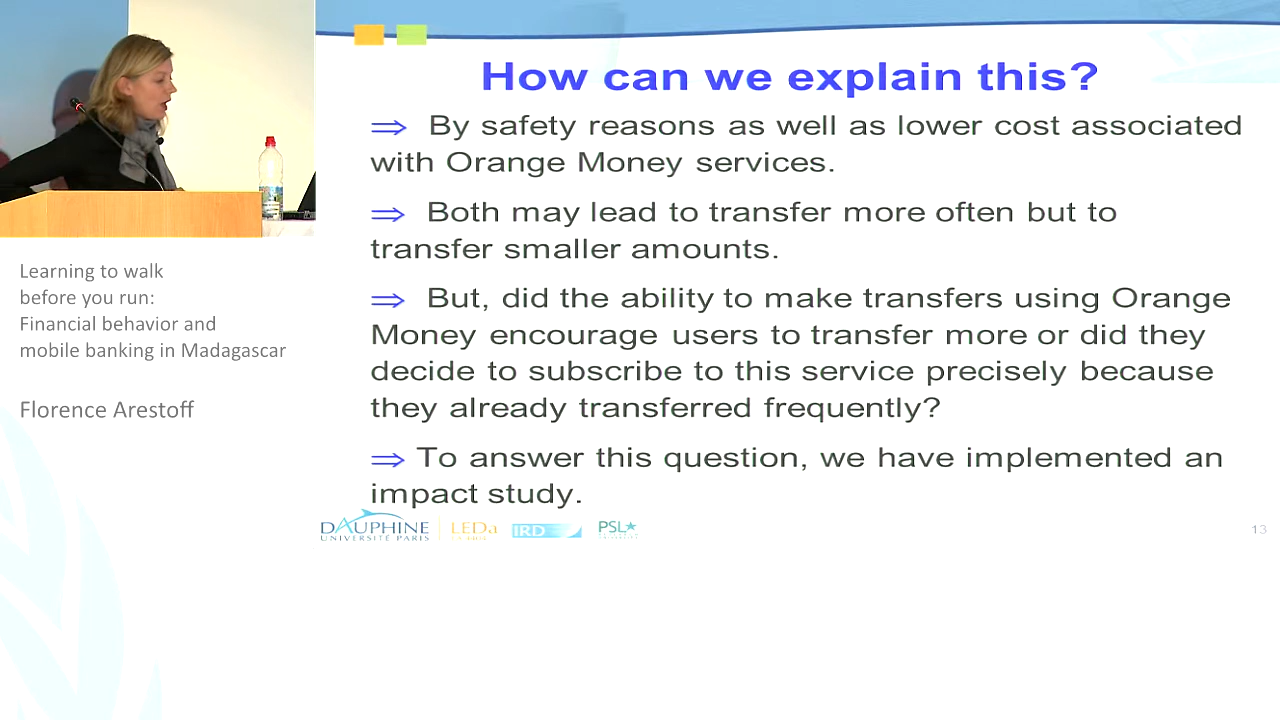 How can we explain this?
⇒ By safety reasons as well as lower cost associated
with Orange Money services.
⇒ Both may lead to transfer more often but to
transfer smaller amounts.
⇒ But, did the ability to make transfers using Orange
Money encourage users to transfer more or did they
decide to subscribe to this service precisely because
they already transferred frequently?
⇒ To answer this question, we have implemented an
impact study.
Learning to walk
before you run:
Financial behavior and
mobile banking in Madagascar
Florence Arestoff
DAUPHINE
UNIVERSITÉ PARIS
LEDa
IRD
PSL★
13